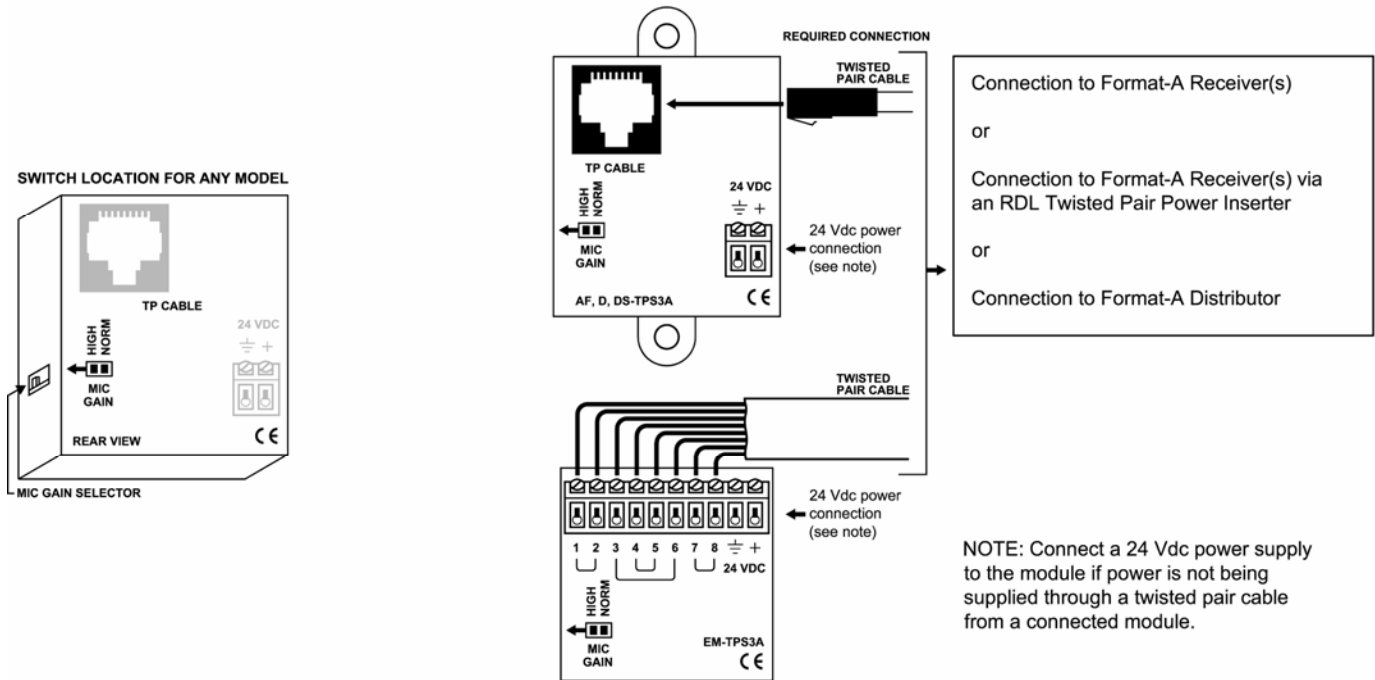 SWITCH LOCATION FOR ANY MODEL
TP CABLE
HIGH
NORM
MIC
GAIN
24 VDC
+
REAR VIEW
CE
MIC GAIN SELECTOR
REQUIRED CONNECTION
TWISTED
PAIR CABLE
TP CABLE
HIGH
NORM
MIC
GAIN
24 VDC
+
24 Vdc power
connection
(see note)
AF, D, DS-TPS3A
CE
TWISTED
PAIR CABLE
24 Vdc power
connection
(see note)
1 2 3 4 5 6 7 8 +
24 VDC
HIGH
NORM
MIC
GAIN
EM-TPS3A
CE
Connection to Format-A Receiver(s)
or
Connection to Format-A Receiver(s) via
an RDL Twisted Pair Power Inserter
or
Connection to Format-A Distributor
NOTE: Connect a 24 Vdc power supply
to the module if power is not being
supplied through a twisted pair cable
from a connected module.